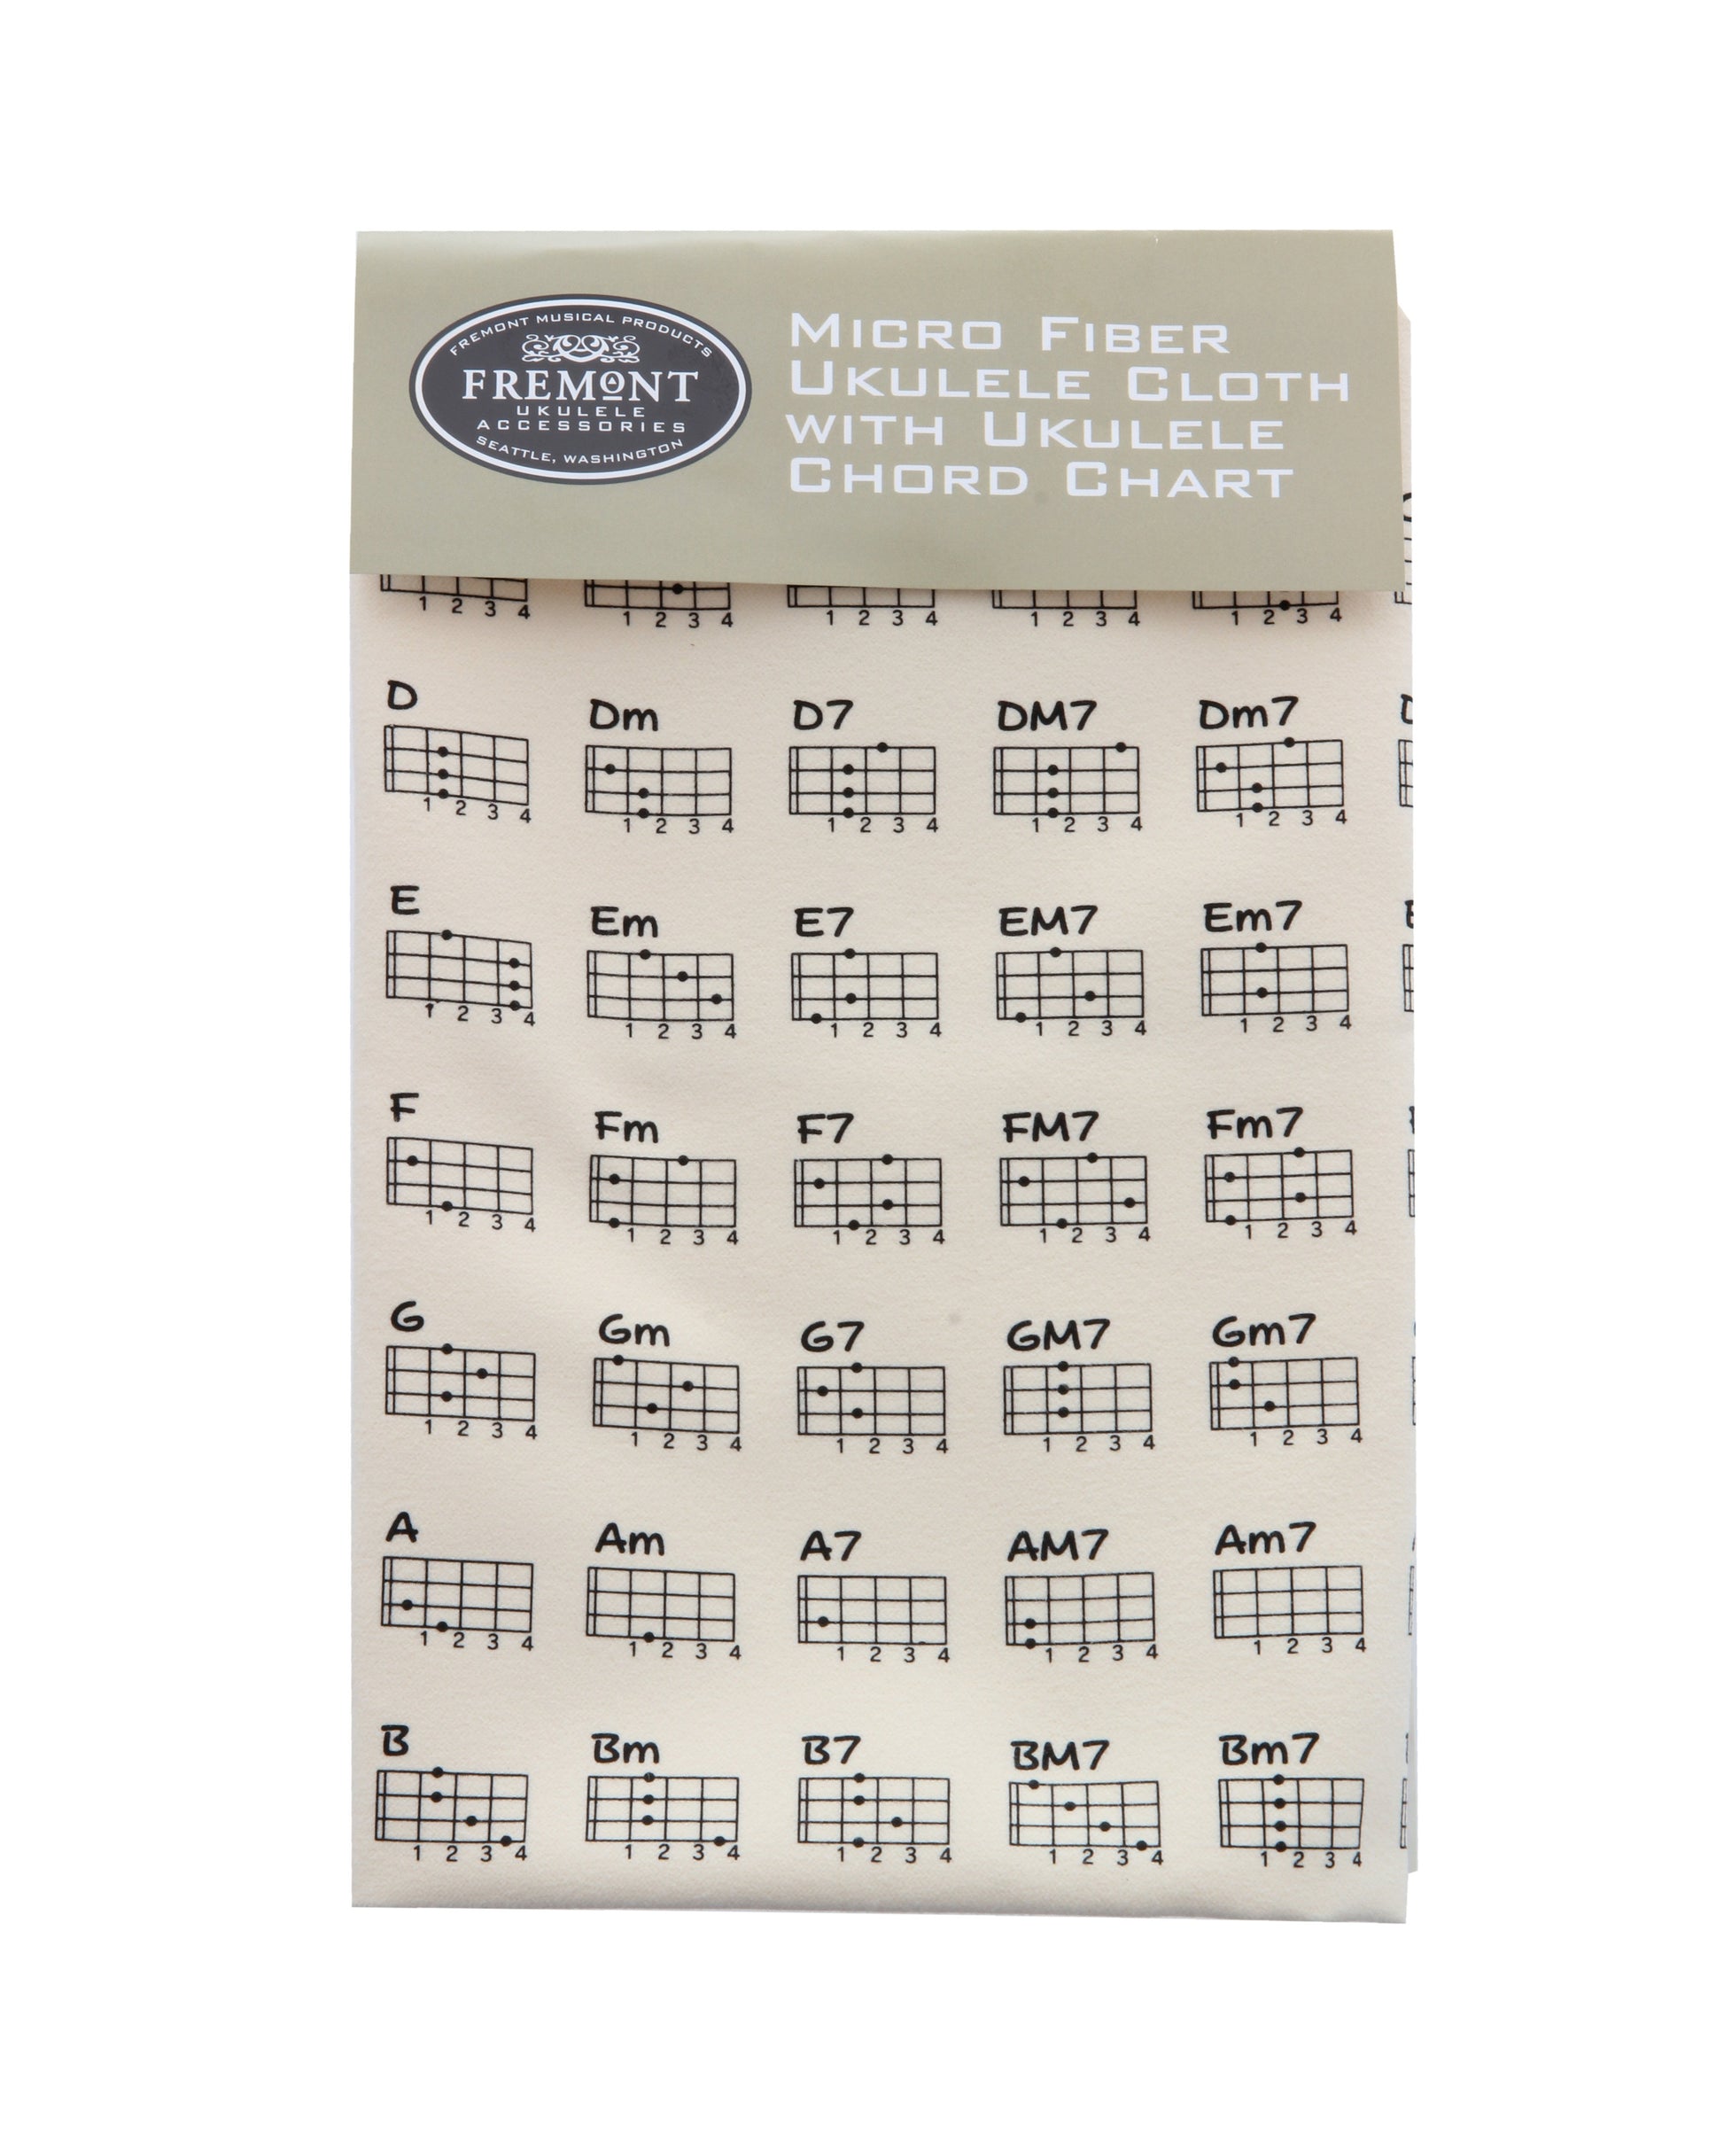 FREMONT MUSICAL PRODUCTS
FREMONT
UKULELE
ACCESSORIES
SEATTLE, WASHINGTON
MICRO FIBER
UKULELE CLOTH
WITH UKULELE
CHORD CHART
1 2 3 4 1 2 3 4 1 2 3 4 1 2 3 4 1 2 3 4
D Dm D7 DM7 Dm7
1 2 3 4 1 2 3 4 1 2 3 4 1 2 3 4 1 2 3 4
E Em E7 EM7 Em7
1 2 3 4 1 2 3 4 1 2 3 4 1 2 3 4 1 2 3 4
F Fm F7 FM7 Fm7
1 2 3 4 1 2 3 4 1 2 3 4 1 2 3 4 1 2 3 4
G Gm G7 GM7 Gm7
1 2 3 4 1 2 3 4 1 2 3 4 1 2 3 4 1 2 3 4
A Am A7 AM7 Am7
1 2 3 4 1 2 3 4 1 2 3 4 1 2 3 4 1 2 3 4
B Bm B7 BM7 Bm7
1 2 3 4 1 2 3 4 1 2 3 4 1 2 3 4 1 2 3 4